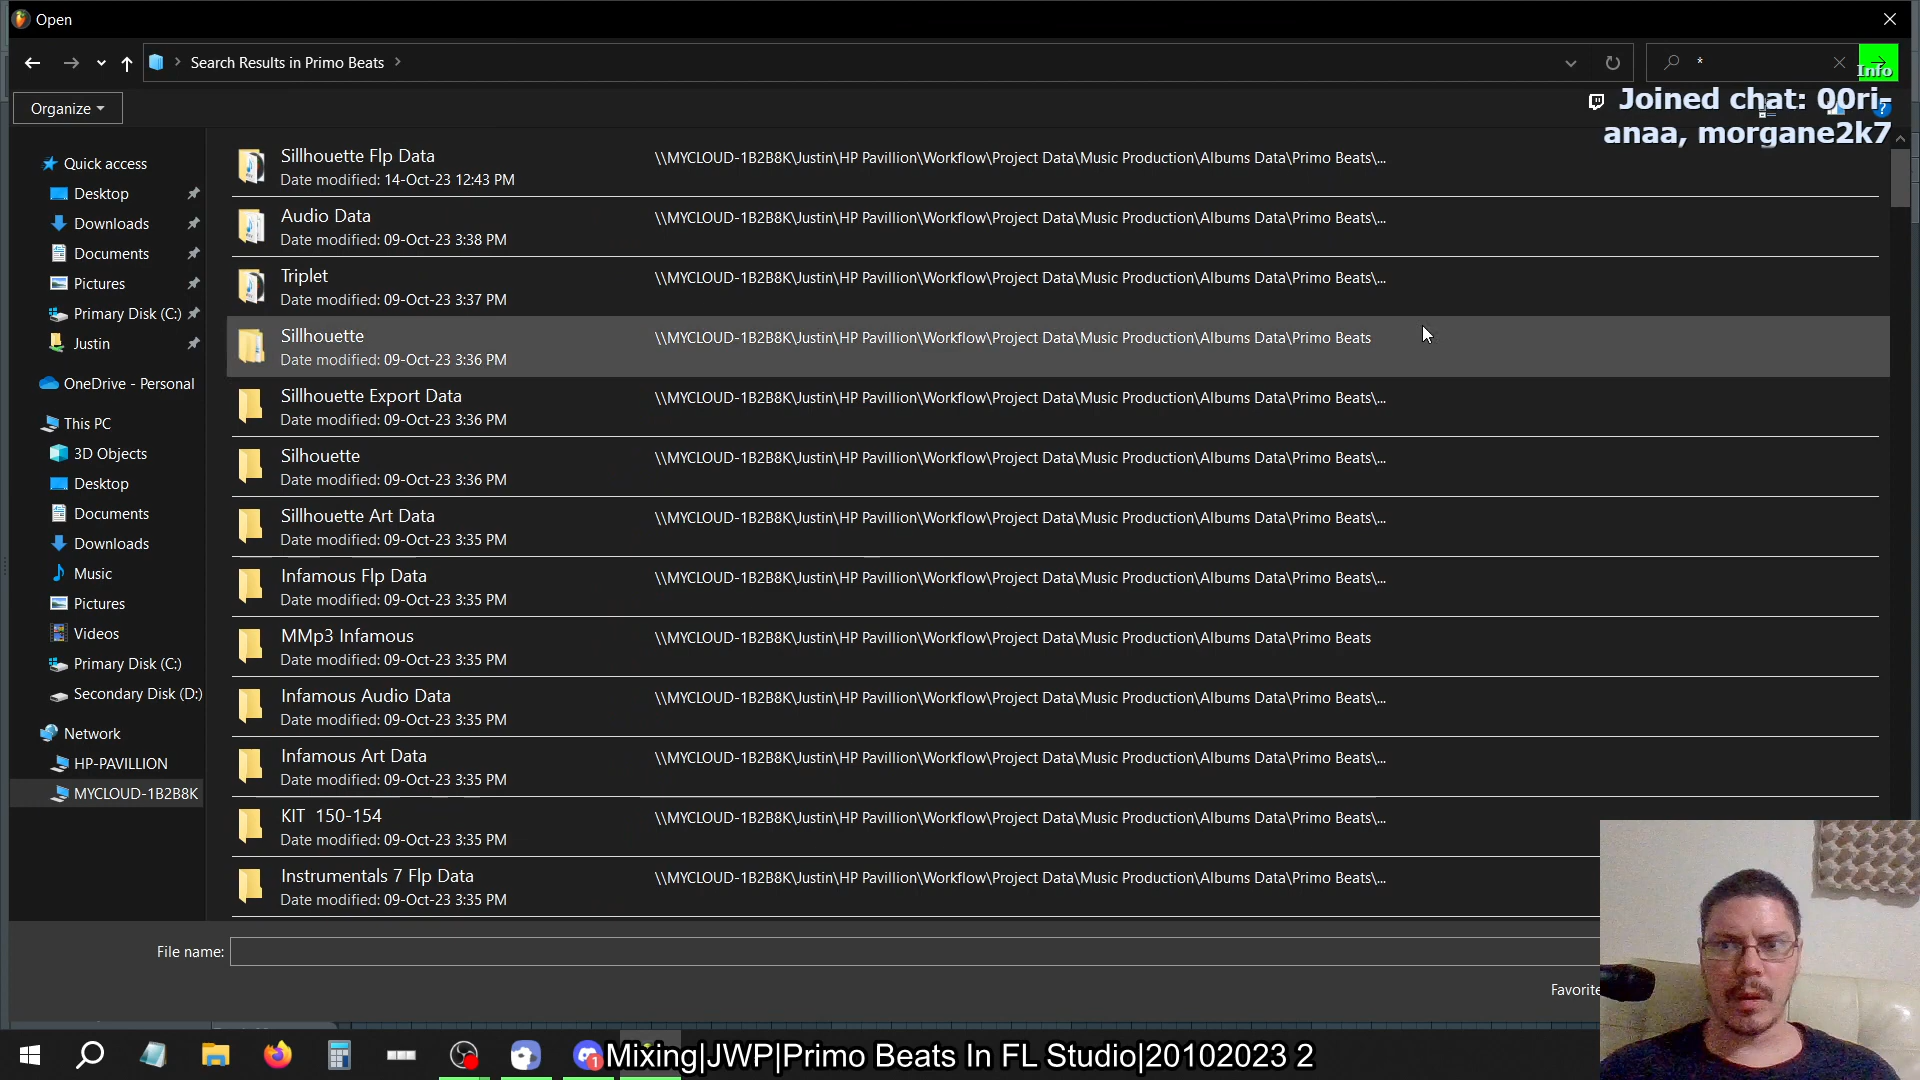 Open
Search Results in Primo Beats
*
Info
Organize
Joined chat: 00ri-
anaa, morgane2k7
Quick access
Desktop
Downloads
Documents
Pictures
Primary Disk (C:)
Justin
OneDrive - Personal
This PC
3D Objects
Desktop
Documents
Downloads
Music
Pictures
Videos
Primary Disk (C:)
Secondary Disk (D:)
Network
HP-PAVILLION
MYCLOUD-1B2B8K
Sillhouette Flp Data \\MYCLOUD-1B2B8K\Justin\HP Pavillion\Workflow\Project Data\Music Production\Albums Data\Primo Beats\...
Date modified: 14-Oct-23 12:43 PM
Audio Data \\MYCLOUD-1B2B8K\Justin\HP Pavillion\Workflow\Project Data\Music Production\Albums Data\Primo Beats\...
Date modified: 09-Oct-23 3:38 PM
Triplet \\MYCLOUD-1B2B8K\Justin\HP Pavillion\Workflow\Project Data\Music Production\Albums Data\Primo Beats\...
Date modified: 09-Oct-23 3:37 PM
Sillhouette \\MYCLOUD-1B2B8K\Justin\HP Pavillion\Workflow\Project Data\Music Production\Albums Data\Primo Beats
Date modified: 09-Oct-23 3:36 PM
Sillhouette Export Data \\MYCLOUD-1B2B8K\Justin\HP Pavillion\Workflow\Project Data\Music Production\Albums Data\Primo Beats\...
Date modified: 09-Oct-23 3:36 PM
Silhouette \\MYCLOUD-1B2B8K\Justin\HP Pavillion\Workflow\Project Data\Music Production\Albums Data\Primo Beats\...
Date modified: 09-Oct-23 3:36 PM
Sillhouette Art Data \\MYCLOUD-1B2B8K\Justin\HP Pavillion\Workflow\Project Data\Music Production\Albums Data\Primo Beats\...
Date modified: 09-Oct-23 3:35 PM
Infamous Flp Data \\MYCLOUD-1B2B8K\Justin\HP Pavillion\Workflow\Project Data\Music Production\Albums Data\Primo Beats\...
Date modified: 09-Oct-23 3:35 PM
MMp3 Infamous \\MYCLOUD-1B2B8K\Justin\HP Pavillion\Workflow\Project Data\Music Production\Albums Data\Primo Beats
Date modified: 09-Oct-23 3:35 PM
Infamous Audio Data \\MYCLOUD-1B2B8K\Justin\HP Pavillion\Workflow\Project Data\Music Production\Albums Data\Primo Beats\...
Date modified: 09-Oct-23 3:35 PM
Infamous Art Data \\MYCLOUD-1B2B8K\Justin\HP Pavillion\Workflow\Project Data\Music Production\Albums Data\Primo Beats\...
Date modified: 09-Oct-23 3:35 PM
KIT 150-154 \\MYCLOUD-1B2B8K\Justin\HP Pavillion\Workflow\Project Data\Music Production\Albums Data\Primo Beats\...
Date modified: 09-Oct-23 3:35 PM
Instrumentals 7 Flp Data \\MYCLOUD-1B2B8K\Justin\HP Pavillion\Workflow\Project Data\Music Production\Albums Data\Primo Beats\...
Date modified: 09-Oct-23 3:35 PM
File name:
Favorite
1
Mixing|JWP|Primo Beats In FL Studio|20102023 2